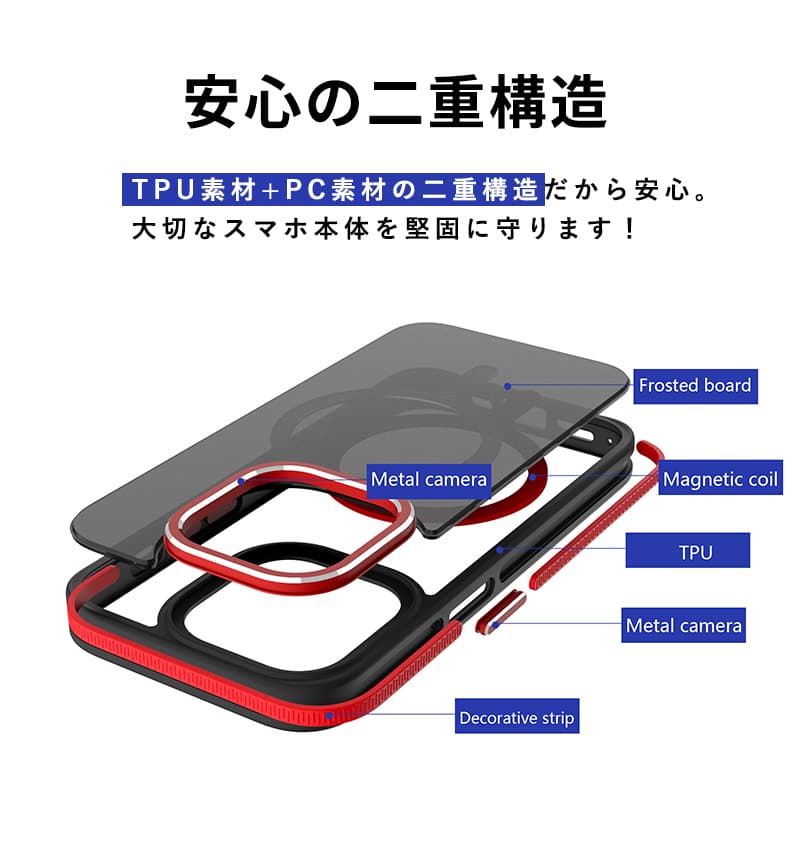 安心の二重構造
TPU素材+PC素材の二重構造だから安心。
大切なスマホ本体を堅固に守ります！
Frosted board
Metal camera
Magnetic coil
TPU
Metal camera
Decorative strip